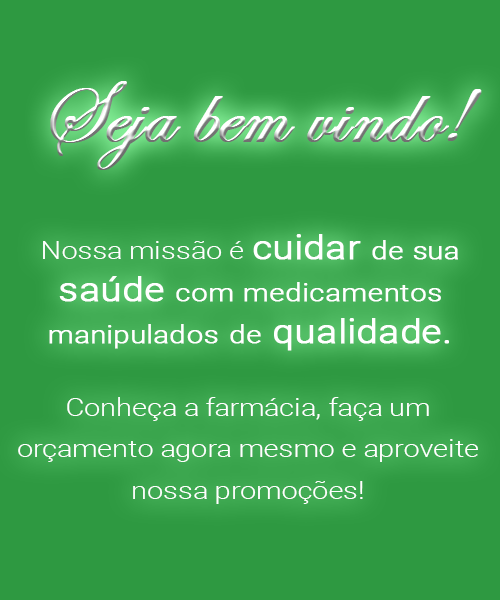 Seja bem vindo!
Nossa missão é cuidar de sua
saúde com medicamentos
manipulados de qualidade.
Conheça a farmácia, faça um
orçamento agora mesmo e aproveite
nossa promoções!